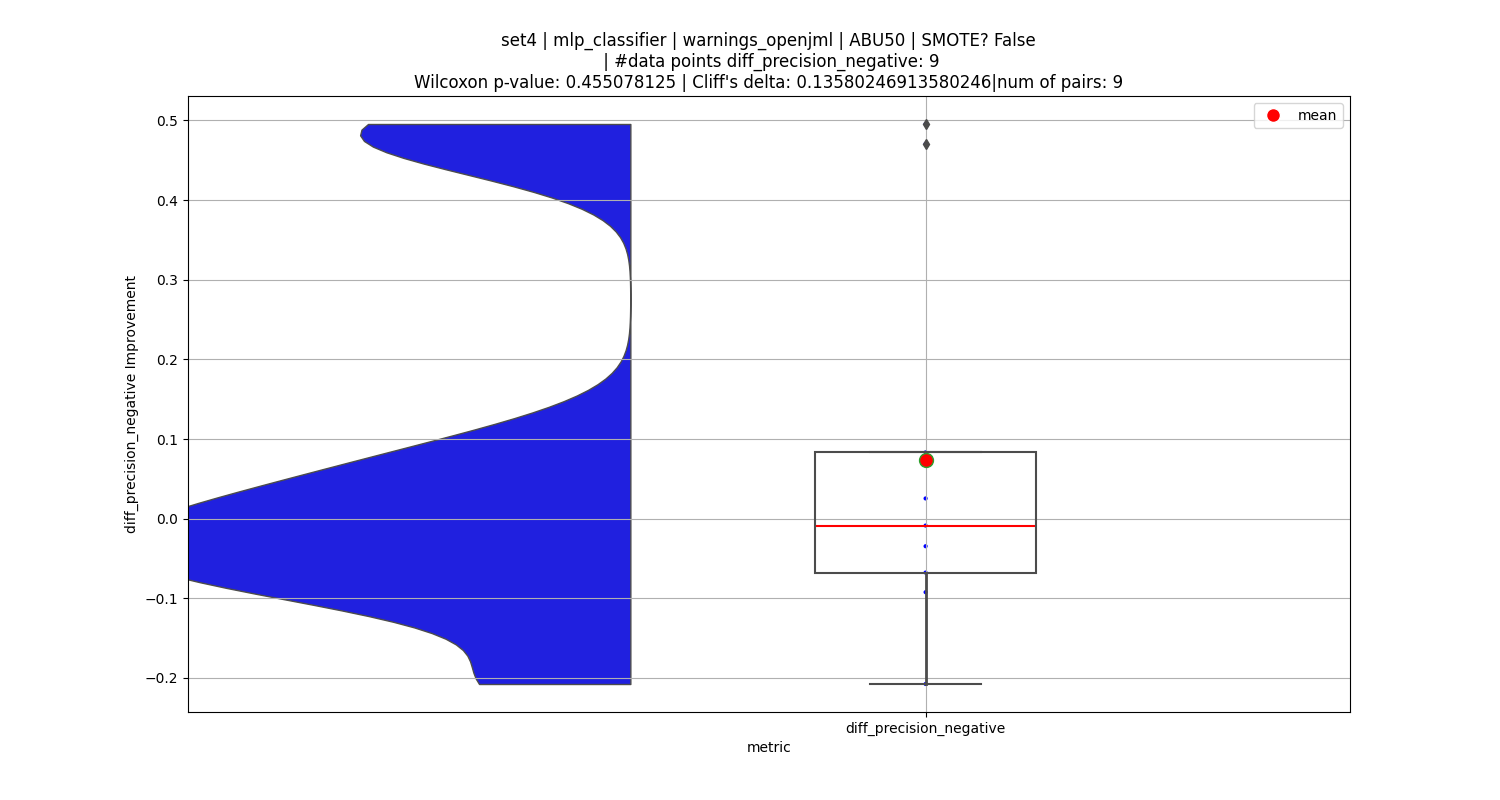 set4 | mlp_classifier | warnings_openjml | ABU50 | SMOTE? False
| #data points diff_precision_negative: 9
Wilcoxon p-value: 0.455078125 | Cliff's delta: 0.13580246913580246|num of pairs: 9
mean
0.5
0.4
0.3
0.2
0.1
0.0
−0.1
−0.2
diff_precision_negative Improvement
diff_precision_negative
metric